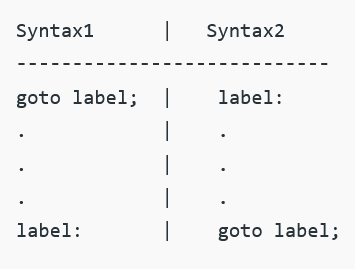 Syntax1      |   Syntax2
----------------------------
goto label;  |    label:
.            |    .
.            |    .
.            |    .
label:       |    goto label;